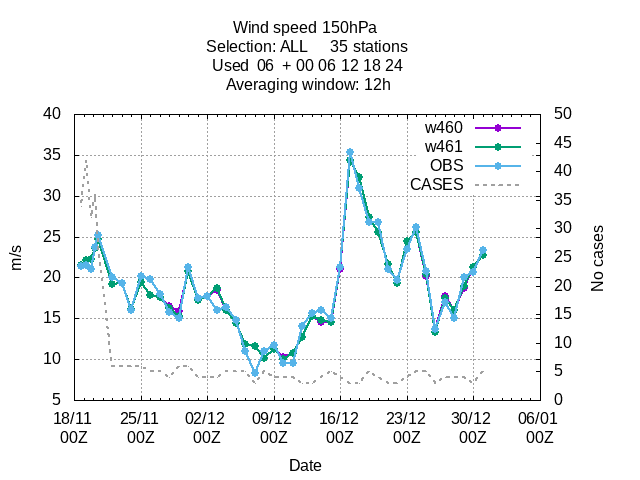 Wind speed 150hPa
Selection: ALL 35 stations
Used 06 + 00 06 12 18 24
Averaging window: 12h
40
35
30
25
20
15
10
5
50
45
40
35
30
25
20
15
10
5
0
m/s
No cases
w460
w461
OBS
CASES
18/11 25/11 02/12 09/12 16/12 23/12 30/12 06/01
00Z 00Z 00Z 00Z 00Z 00Z 00Z 00Z
Date